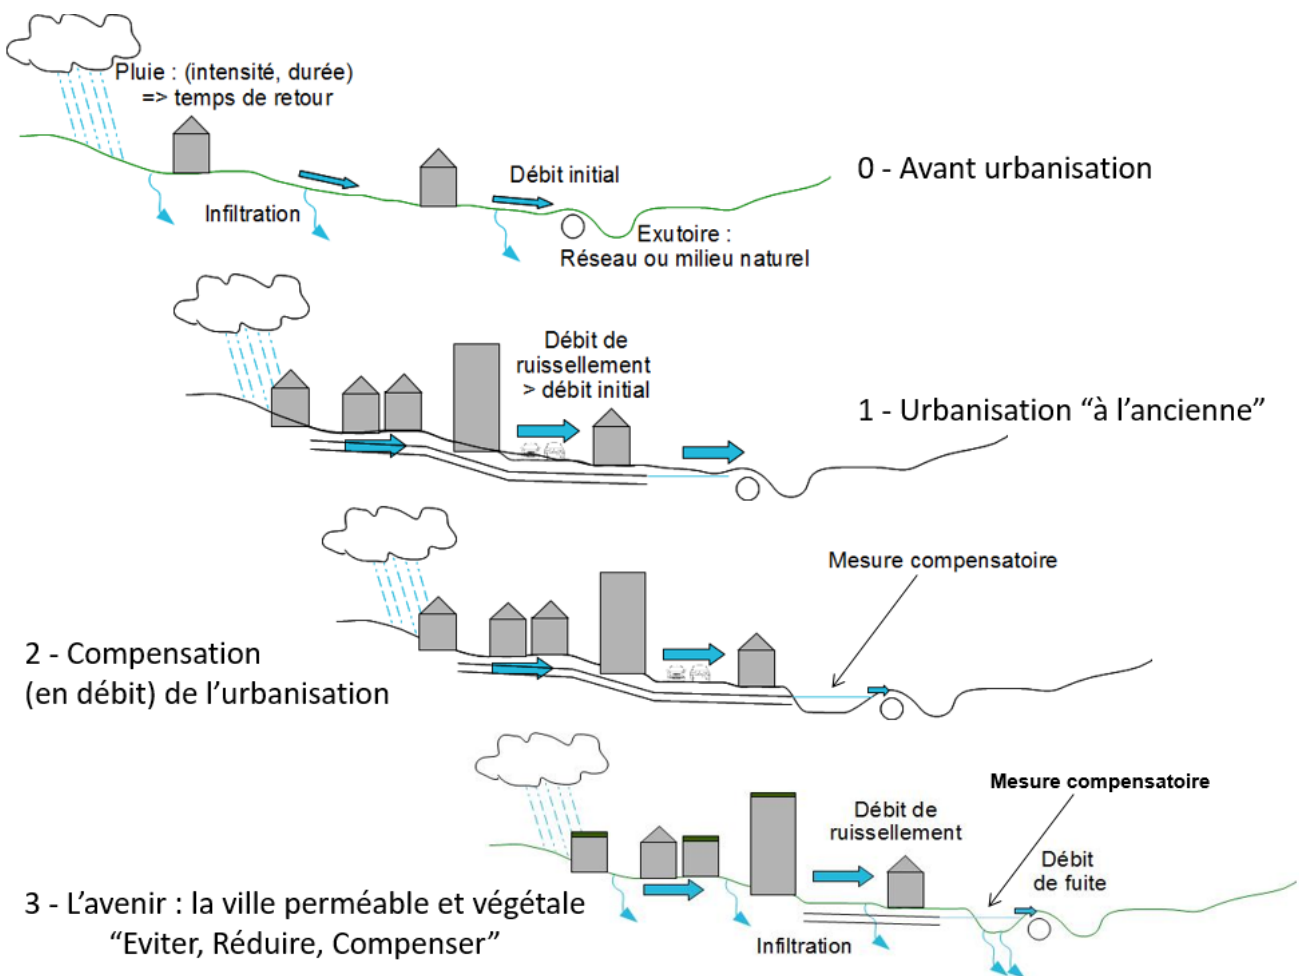 Pluie : (intensité, durée)
=> temps de retour
Débit initial
0 - Avant urbanisation
Infiltration
Exutoire :
Réseau ou milieu naturel
Débit de
ruissellement
> débit initial
1 - Urbanisation “à l’ancienne”
Mesure compensatoire
2 - Compensation
(en débit) de l’urbanisation
Mesure compensatoire
Débit de
ruissellement
Débit
de fuite
3 - L’avenir : la ville perméable et végétale
“Eviter, Réduire, Compenser”
Infiltration